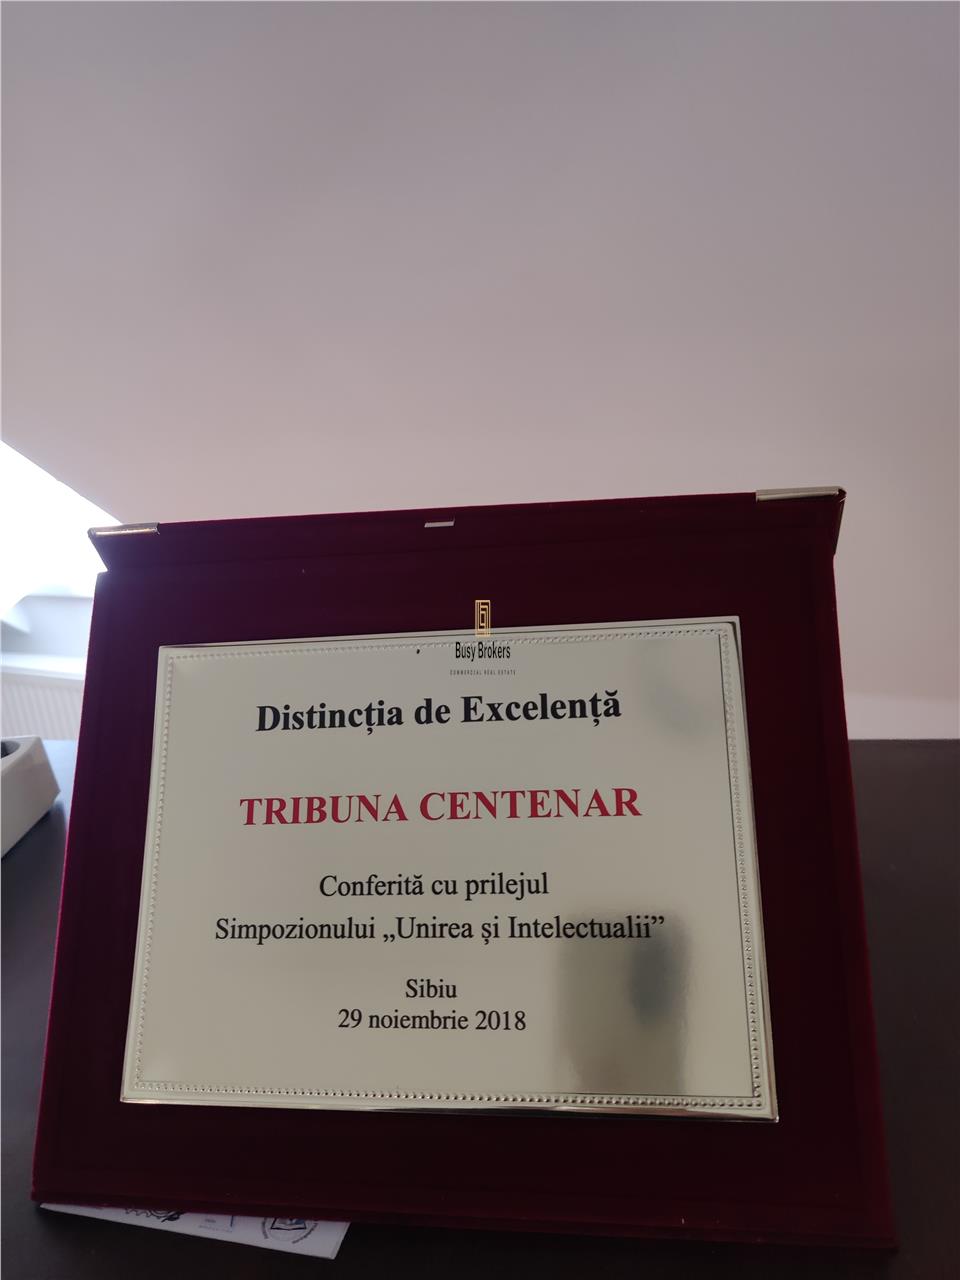 Busy Brokers
COMMERCIAL REAL ESTATE
Distincția de Excelență
TRIBUNA CENTENAR
Conferită cu prilejul
Simpozionului „Unirea și Intelectualii”
Sibiu
29 noiembrie 2018